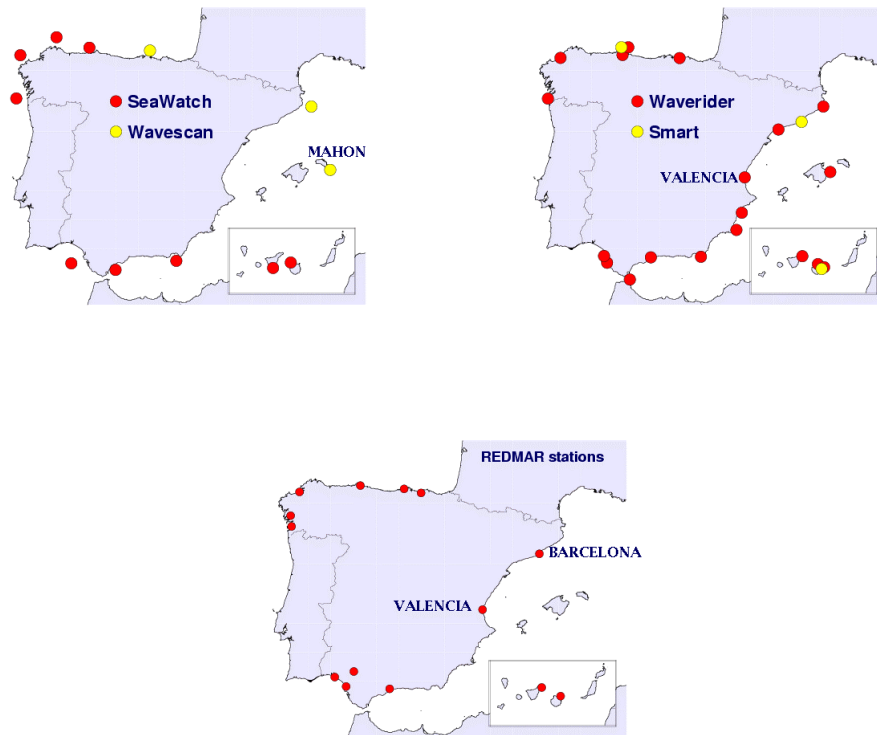 SeaWatch
Wavescan
MAHON
Waverider
Smart
VALENCIA
REDMAR stations
BARCELONA
VALENCIA